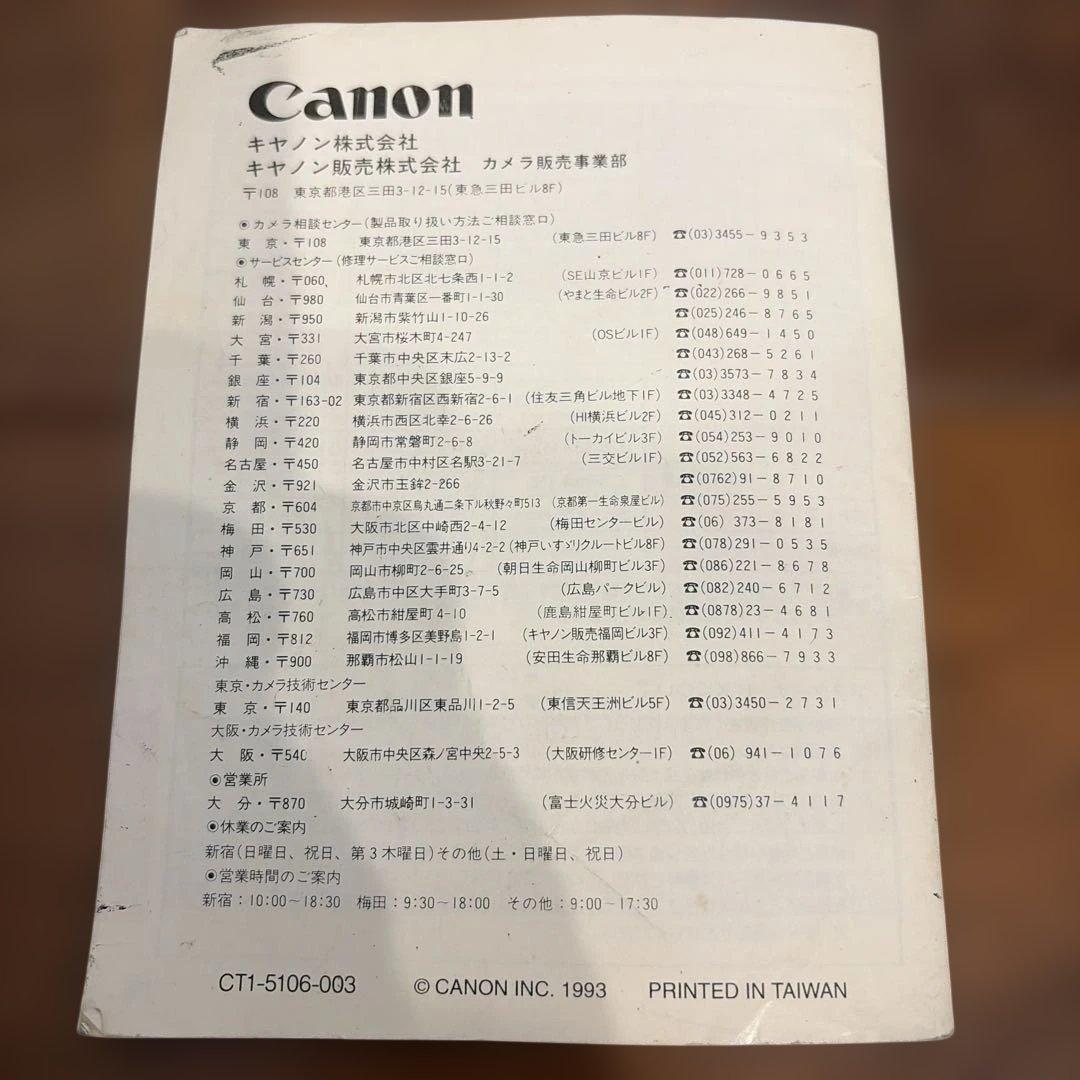 Canon
キヤノン株式会社
キヤノン販売株式会社 カメラ販売事業部
〒108 東京都港区三田3-12-15(東急三田ビル8F)
◉カメラ相談センター(製品取り扱い方法ご相談窓口)
東 京・〒108 東京都港区三田3-12-15 (東急三田ビル8F) ☎(03)3455-9353
◉サービスセンター(修理サービスご相談窓口)
札 幌・〒060 札幌市北区北七条西1-1-2 (SE山京ビル1F) ☎(011)728-0665
仙 台・〒980 仙台市青葉区一番町1-1-30 (やまと生命ビル2F) ☎(022)266-9851
新 潟・〒950 新潟市紫竹山1-10-26 ☎(025)246-8765
大 宮・〒331 大宮市桜木町4-247 (OSビル1F) ☎(048)649-1450
千 葉・〒260 千葉市中央区末広2-13-2 ☎(043)268-5261
銀 座・〒104 東京都中央区銀座5-9-9 ☎(03)3573-7834
新 宿・〒163-02 東京都新宿区西新宿2-6-1 (住友三角ビル地下1F) ☎(03)3348-4725
横 浜・〒220 横浜市西区北幸2-6-26 (HI横浜ビル2F) ☎(045)312-0211
静 岡・〒420 静岡市常磐町2-6-8 (トーカイビル3F) ☎(054)253-9010
名古屋・〒450 名古屋市中村区名駅3-21-7 (三交ビル1F) ☎(052)563-6822
金 沢・〒921 金沢市玉鉾2-266 ☎(0762)91-8710
京 都・〒604 京都市中京区烏丸通二条下ル秋野々町513 (京都第一生命泉屋ビル) ☎(075)255-5953
梅 田・〒530 大阪市北区中崎西2-4-12 (梅田センタービル) ☎(06) 373-8181
神 戸・〒651 神戸市中央区雲井通り4-2-2(神戸いすゞリクルートビル8F) ☎(078)291-0535
岡 山・〒700 岡山市柳町2-6-25 (朝日生命岡山柳町ビル3F) ☎(086)221-8678
広 島・〒730 広島市中区大手町3-7-5 (広島パークビル) ☎(082)240-6712
高 松・〒760 高松市紺屋町4-10 (鹿島紺屋町ビル1F) ☎(0878)23-4681
福 岡・〒812 福岡市博多区美野島1-2-1 (キヤノン販売福岡ビル3F) ☎(092)411-4173
沖 縄・〒900 那覇市松山1-1-19 (安田生命那覇ビル8F) ☎(098)866-7933
東京・カメラ技術センター
東 京・〒140 東京都品川区東品川1-2-5 (東信天王洲ビル5F) ☎(03)3450-2731
大阪・カメラ技術センター
大 阪・〒540 大阪市中央区森ノ宮中央2-5-3 (大阪研修センター1F) ☎(06) 941-1076
◉営業所
大 分・〒870 大分市城崎町1-3-31 (富士火災大分ビル) ☎(0975)37-4117
◉休業のご案内
新宿(日曜日、祝日、第3木曜日)その他(土・日曜日、祝日)
◉営業時間のご案内
新宿:10:00～18:30 梅田:9:30～18:00 その他:9:00～17:30
CT1-5106-003 © CANON INC. 1993 PRINTED IN TAIWAN